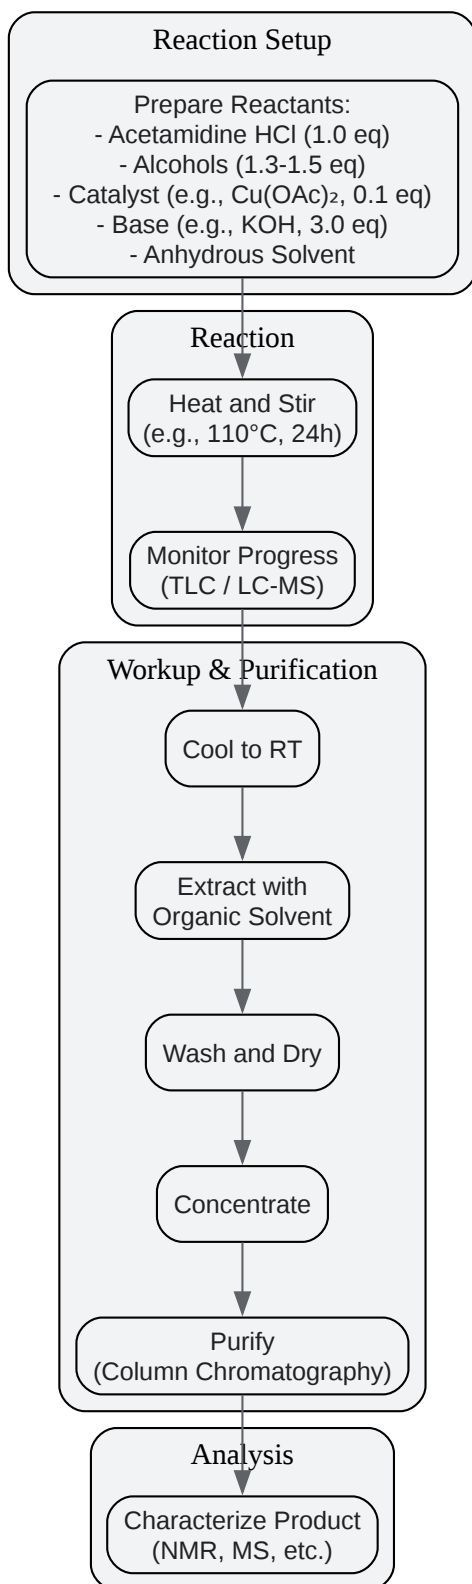 Reaction Setup
Prepare Reactants:
- Acetamidine HCl (1.0 eq)
- Alcohols (1.3-1.5 eq)
- Catalyst (e.g., Cu(OAc)₂, 0.1 eq)
- Base (e.g., KOH, 3.0 eq)
- Anhydrous Solvent
Reaction
Heat and Stir
(e.g., 110°C, 24h)
Monitor Progress
(TLC / LC-MS)
Workup & Purification
Cool to RT
Extract with
Organic Solvent
Wash and Dry
Concentrate
Purify
(Column Chromatography)
Analysis
Characterize Product
(NMR, MS, etc.)